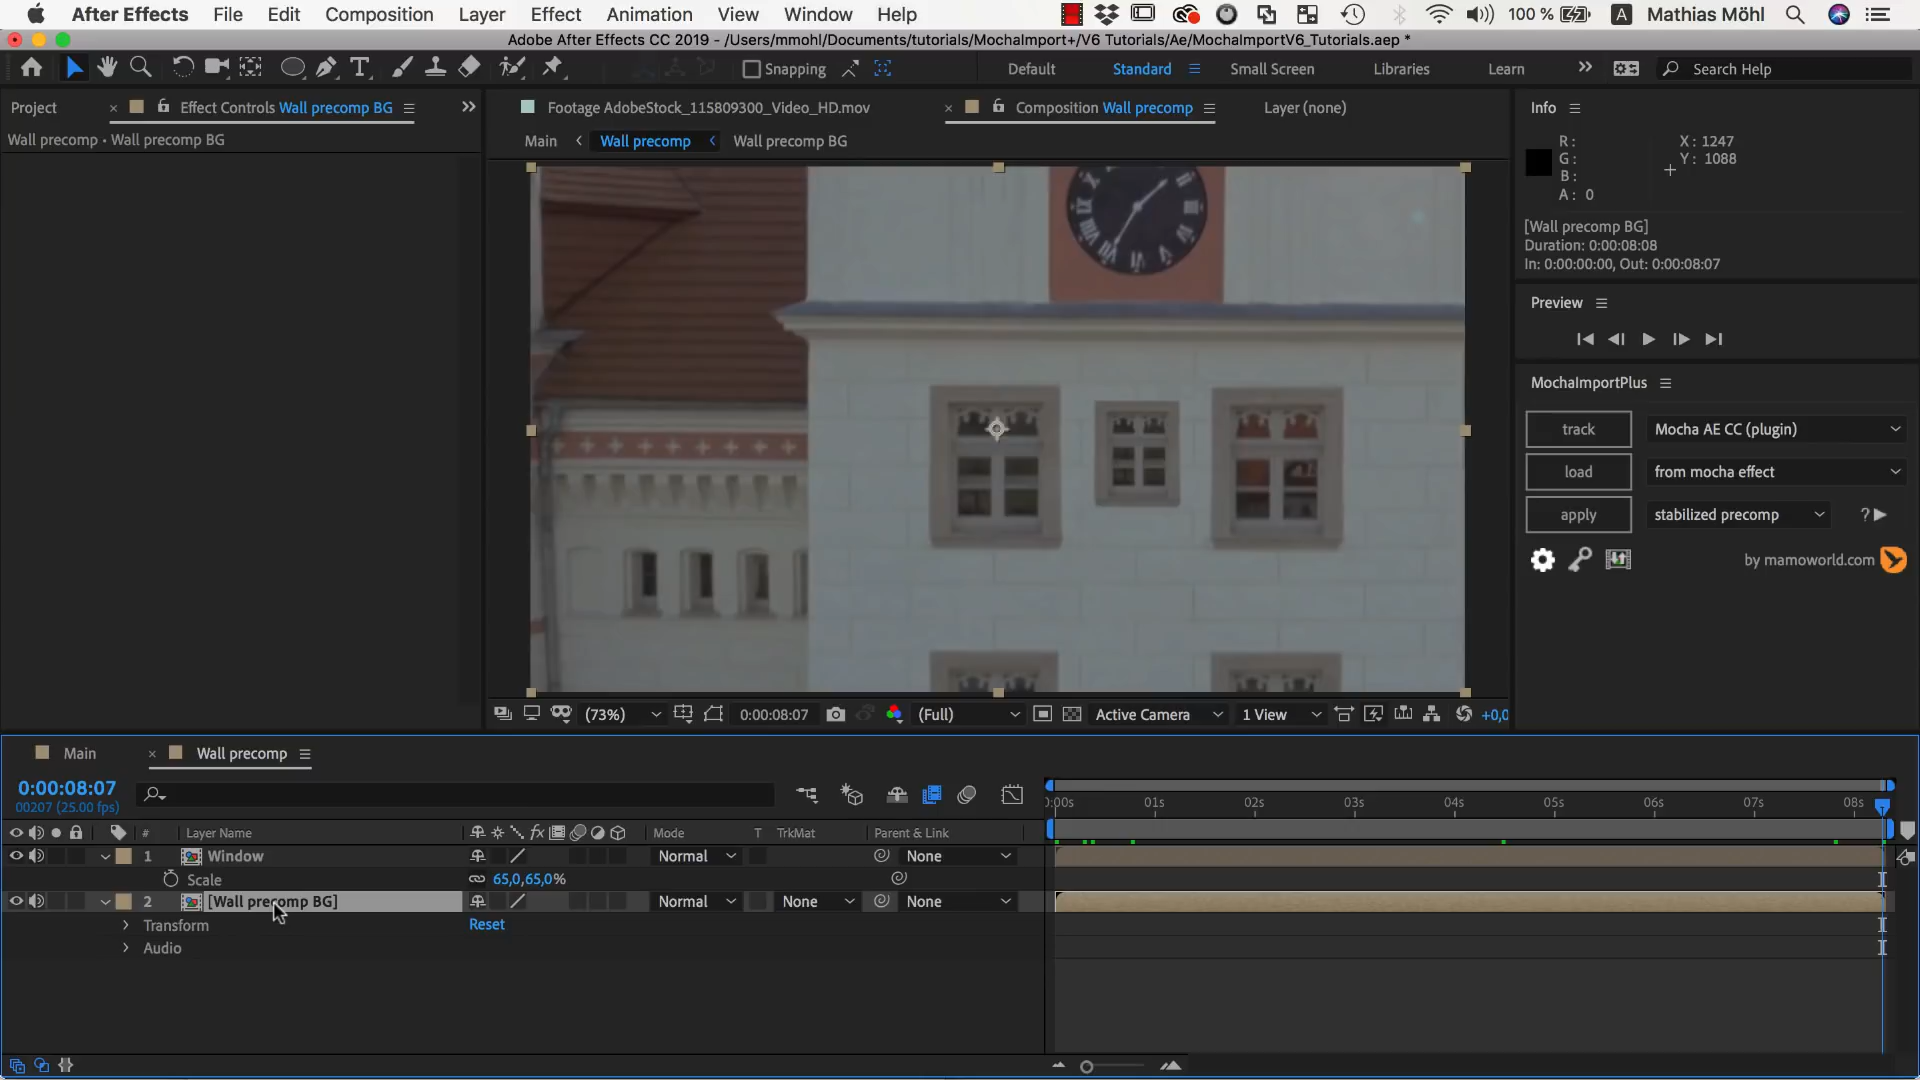 After Effects File Edit Composition Layer Effect Animation View Window Help 100 % A Mathias Möhl
Adobe After Effects CC 2019 - /Users/mmohl/Documents/tutorials/MochaImport+/V6 Tutorials/Ae/MochaImportV6_Tutorials.aep *
Snapping Default Standard Small Screen Libraries Learn Search Help
Project Effect Controls Wall precomp BG Footage AdobeStock_115809300_Video_HD.mov Composition Wall precomp Layer (none) Info
Wall precomp • Wall precomp BG Main Wall precomp Wall precomp BG
R :
G :
B :
A : 0
X : 1247
Y : 1088
[Wall precomp BG]
Duration: 0:00:08:08
In: 0:00:00:00, Out: 0:00:08:07
Preview
MochaImportPlus
track Mocha AE CC (plugin)
load from mocha effect
apply stabilized precomp ?
by mamoworld.com
(73%) 0:00:08:07 (Full) Active Camera 1 View +0,0
Main Wall precomp
0:00:08:07
00207 (25.00 fps)
:00s 01s 02s 03s 04s 05s 06s 07s 08s
# Layer Name fx Mode T TrkMat Parent & Link
1 Window Normal None
Scale 65,0,65,0%
2 [Wall precomp BG] Normal None None
Transform Reset
Audio